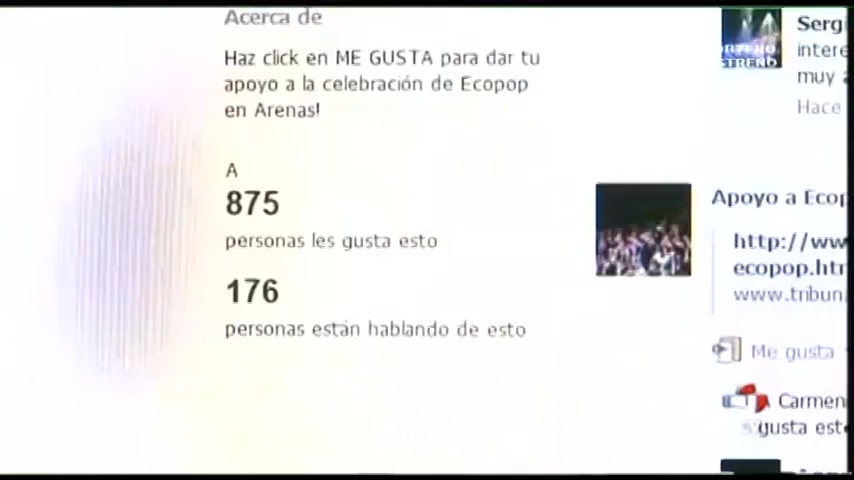 Acerca de
Haz click en ME GUSTA para dar tu
apoyo a la celebración de Ecopop
en Arenas!
A
875
personas les gusta esto
176
personas están hablando de esto
Sergi
intere
muy a
Hace
Apoyo a Ecop
http://ww
ecopop.htm
www.tribun
Me gusta
Carmen
gusta este